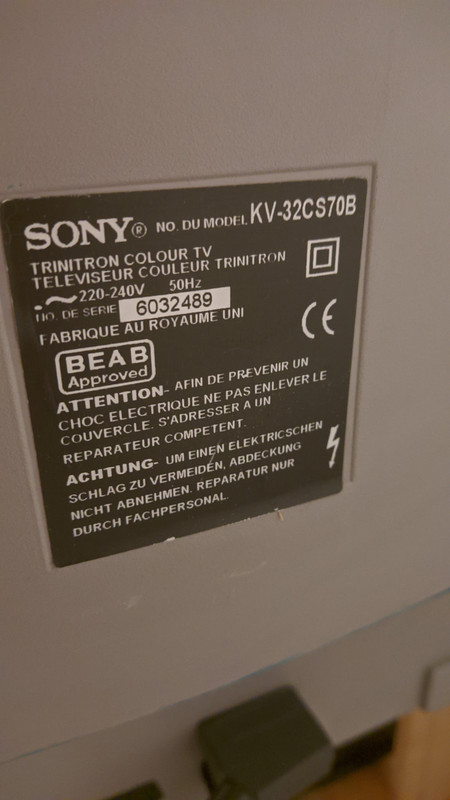 SONY® NO. DU MODEL KV-32CS70B
TRINITRON COLOUR TV
TELEVISEUR COULEUR TRINITRON
220-240V 50Hz
NO. DE SERIE 6032489
FABRIQUE AU ROYAUME UNI
CE
BEAB
Approved
ATTENTION- AFIN DE PREVENIR UN
CHOC ELECTRIQUE NE PAS ENLEVER LE
COUVERCLE. S'ADRESSER A UN
REPARATEUR COMPETENT.
ACHTUNG- UM EINEN ELEKTRICSCHEN
SCHLAG ZU VERMEIDEN, ABDECKUNG
NICHT ABNEHMEN. REPARATUR NUR
DURCH FACHPERSONAL.